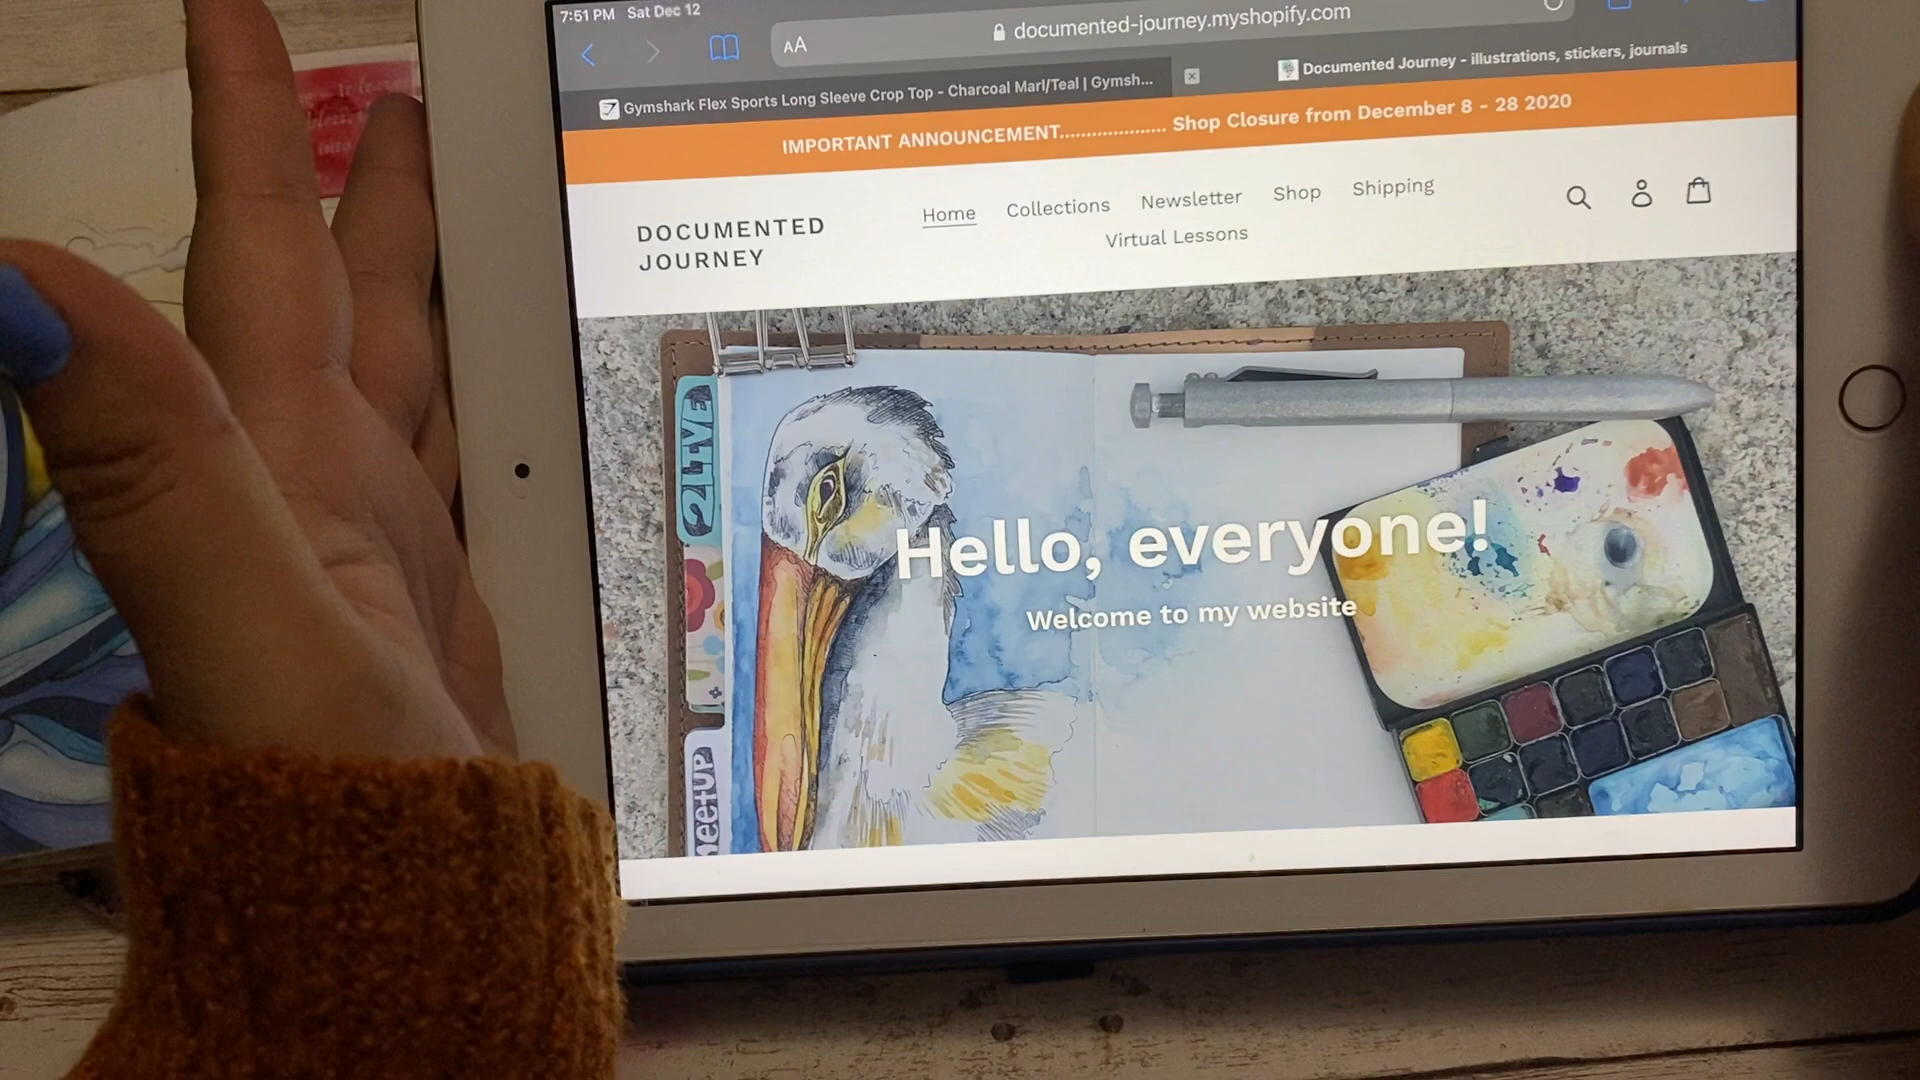 7:51 PM Sat Dec 12
AA
documented-journey.myshopify.com
Gymshark Flex Sports Long Sleeve Crop Top - Charcoal Marl/Teal | Gymsh...
Documented Journey - illustrations, stickers, journals
IMPORTANT ANNOUNCEMENT.................... Shop Closure from December 8 - 28 2020
DOCUMENTED
JOURNEY
Home
Collections
Newsletter
Shop
Shipping
Virtual Lessons
2LIVE
Hello, everyone!
Welcome to my website
MEETUP